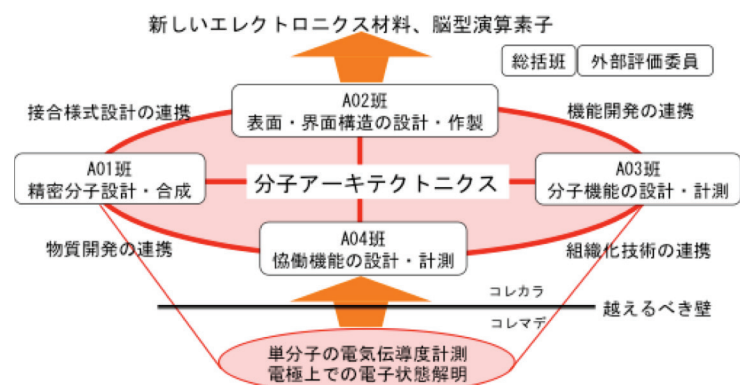 新しいエレクトロニクス材料、脳型演算素子
総括班
外部評価委員
接合様式設計の連携
A02班
表面・界面構造の設計・作製
機能開発の連携
A01班
精密分子設計・合成
分子アーキテクトニクス
A03班
分子機能の設計・計測
物質開発の連携
A04班
協働機能の設計・計測
組織化技術の連携
コレカラ
越えるべき壁
コレマデ
単分子の電気伝導度計測
電極上での電子状態解明